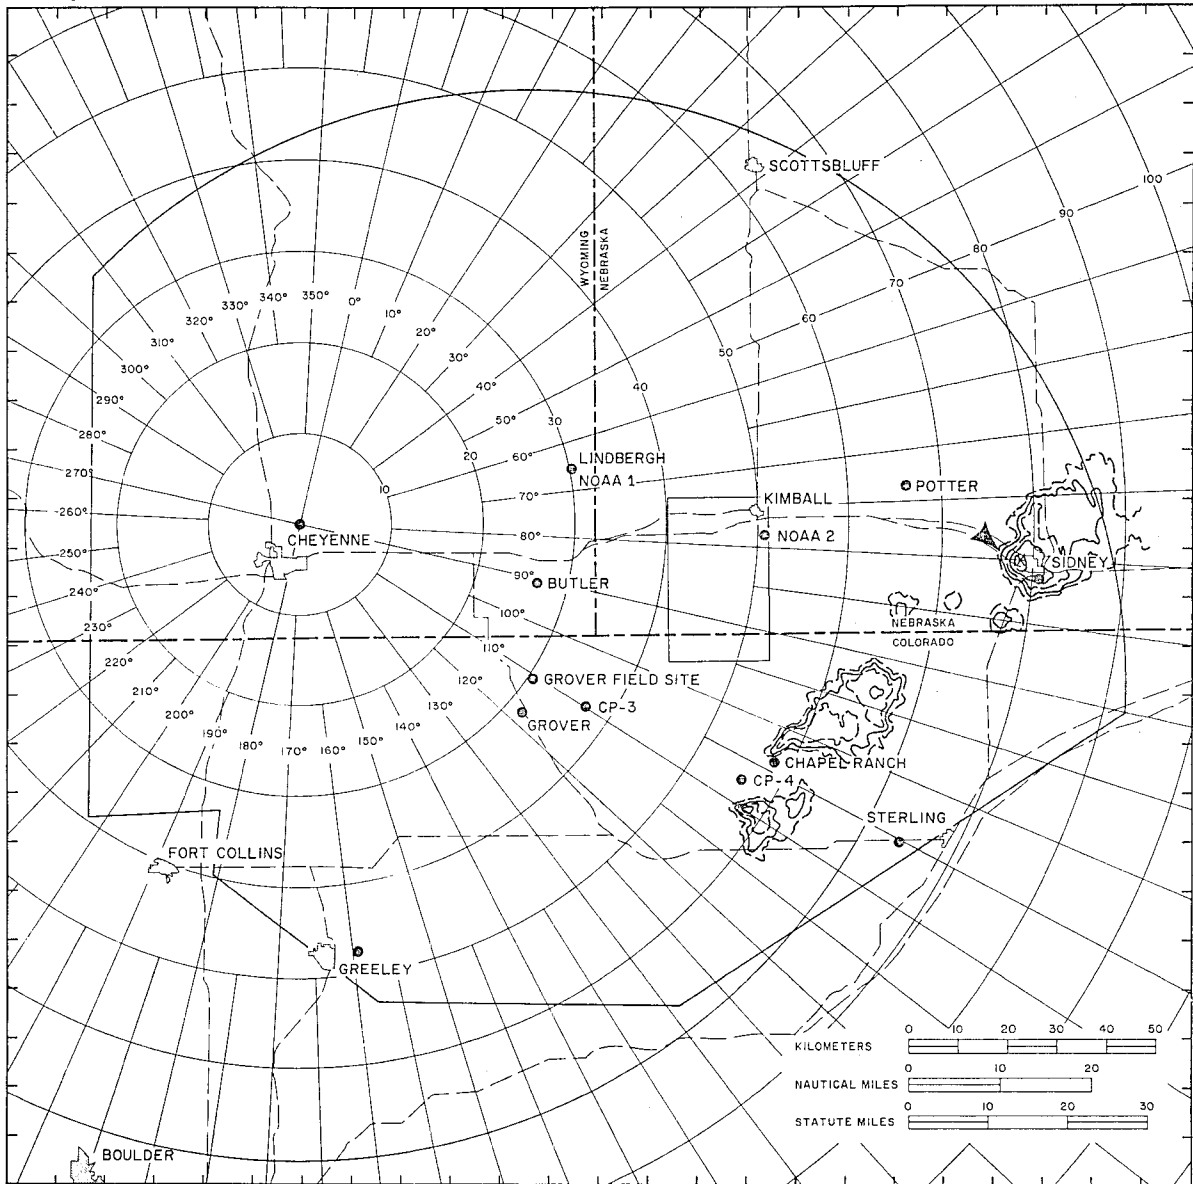 SCOTTSBLUFF
100
90
80
70
60
50
40
30
20
10
WYOMING
NEBRASKA
340°
350°
0°
10°
20°
30°
40°
50°
60°
70°
80°
90°
100°
110°
120°
130°
140°
150°
160°
170°
180°
190°
200°
210°
220°
230°
240°
250°
260°
270°
280°
290°
300°
310°
320°
330°
LINDBERGH
NOAA 1
KIMBALL
POTTER
CHEYENNE
NOAA 2
SIDNEY
BUTLER
NEBRASKA
COLORADO
GROVER FIELD SITE
CP-3
GROVER
CHAPEL RANCH
CP-4
STERLING
FORT COLLINS
GREELEY
BOULDER
0 10 20 30 40 50
KILOMETERS
0 10 20
NAUTICAL MILES
0 10 20 30
STATUTE MILES